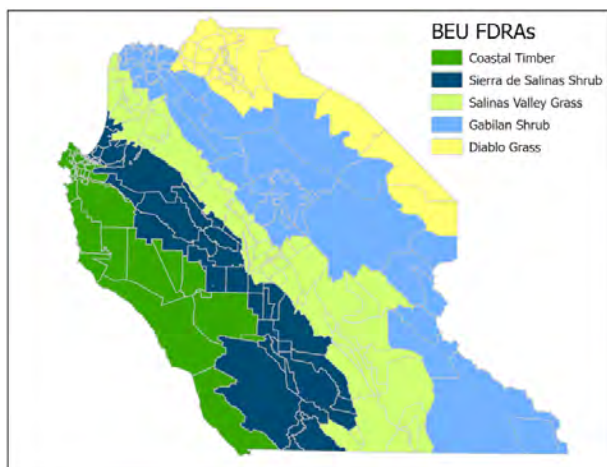 BEU FDRAs
Coastal Timber
Sierra de Salinas Shrub
Salinas Valley Grass
Gabilan Shrub
Diablo Grass